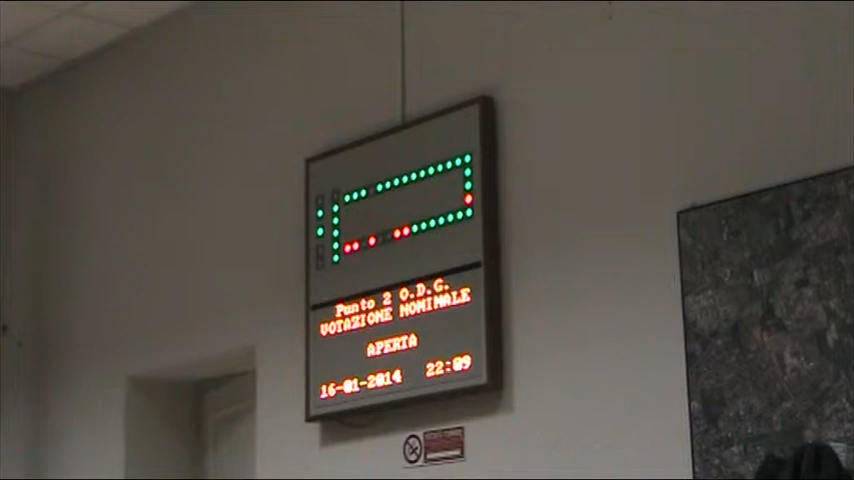 Punto 2 O.D.G.
VOTAZIONE NOMINALE
APERTA
16-01-2014 22:09